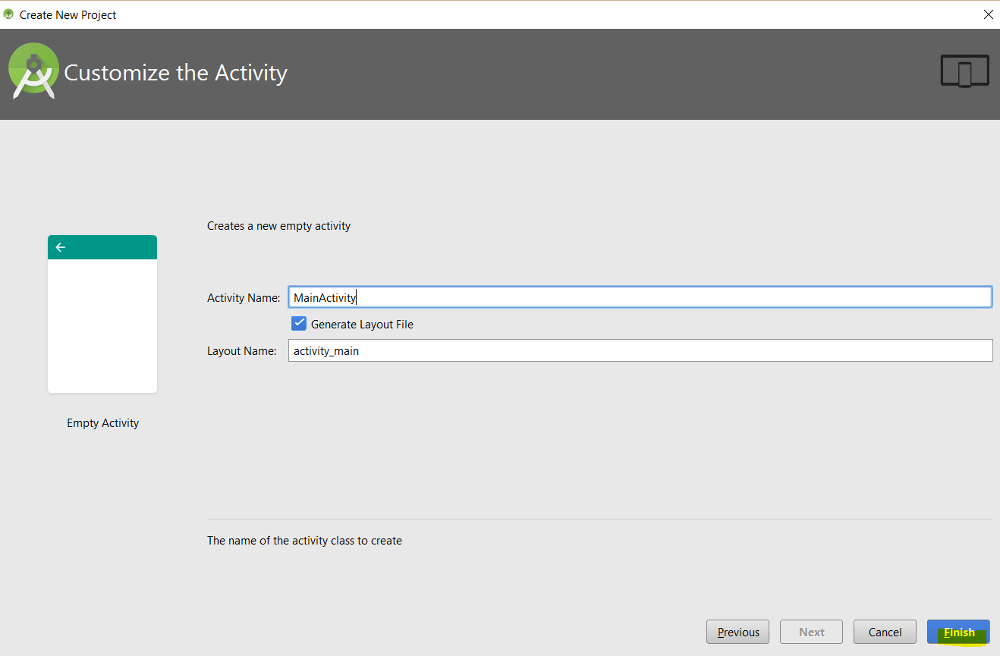 Create New Project
Customize the Activity
Creates a new empty activity
Activity Name: MainActivity
Generate Layout File
Layout Name: activity_main
Empty Activity
The name of the activity class to create
Previous Next Cancel Finish